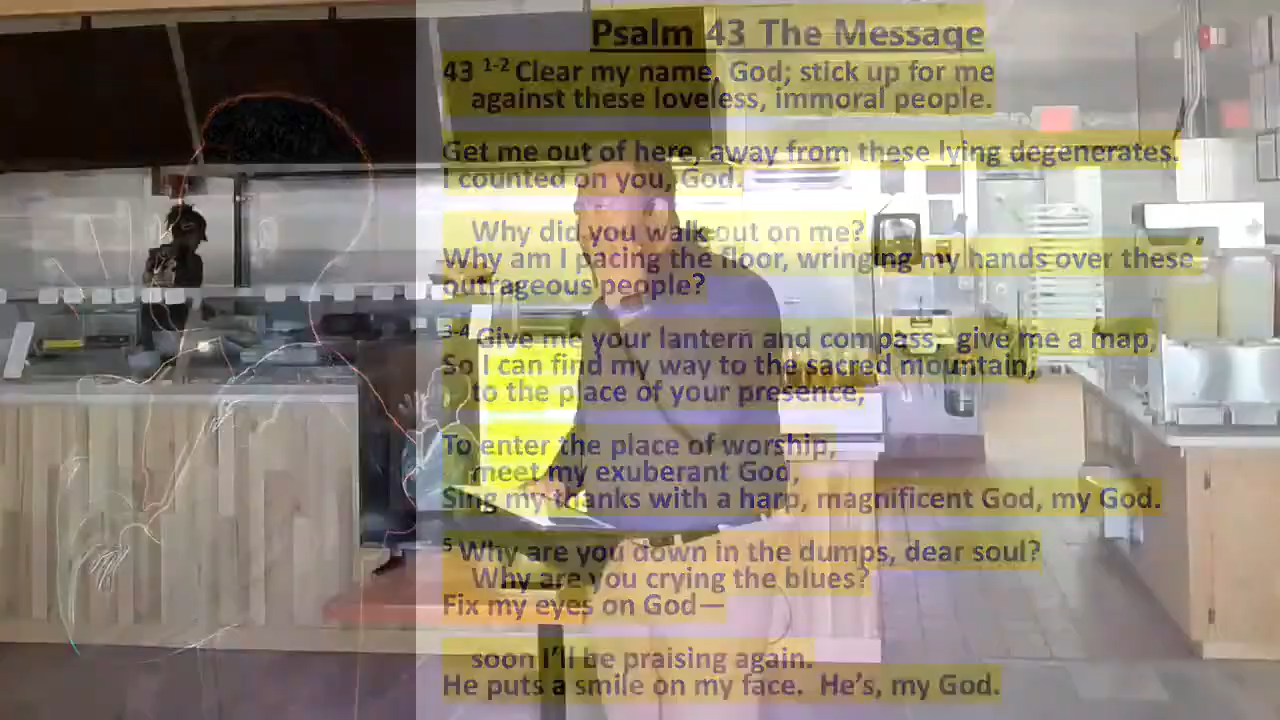 Psalm 43 The Message
43 1-2 Clear my name, God; stick up for me
against these loveless, immoral people.
Get me out of here, away from these lying degenerates.
I counted on you, God.
Why did you walk out on me?
Why am I pacing the floor, wringing my hands over these
outrageous people?
3-4 Give me your lantern and compass, give me a map,
So I can find my way to the sacred mountain,
to the place of your presence,
To enter the place of worship,
meet my exuberant God,
Sing my thanks with a harp, magnificent God, my God.
5 Why are you down in the dumps, dear soul?
Why are you crying the blues?
Fix my eyes on God—
soon I'll be praising again.
He puts a smile on my face. He's, my God.